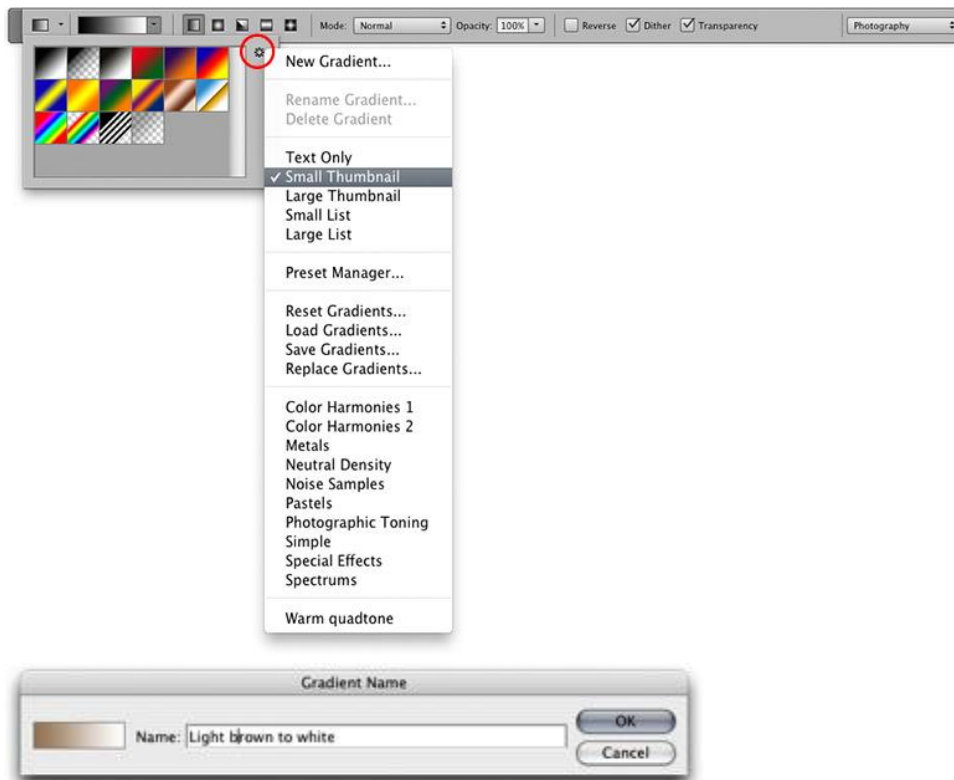 Mode: Normal Opacity: 100% Reverse Dither Transparency Photography
New Gradient...
Rename Gradient...
Delete Gradient
Text Only
✓ Small Thumbnail
Large Thumbnail
Small List
Large List
Preset Manager...
Reset Gradients...
Load Gradients...
Save Gradients...
Replace Gradients...
Color Harmonies 1
Color Harmonies 2
Metals
Neutral Density
Noise Samples
Pastels
Photographic Toning
Simple
Special Effects
Spectrums
Warm quadtone
Gradient Name
Name: Light brown to white
OK
Cancel